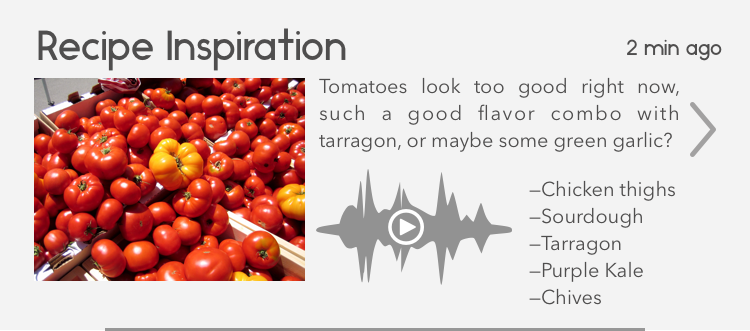 Recipe Inspiration
2 min ago
Tomatoes look too good right now,
such a good flavor combo with
tarragon, or maybe some green garlic?
–Chicken thighs
–Sourdough
–Tarragon
–Purple Kale
–Chives